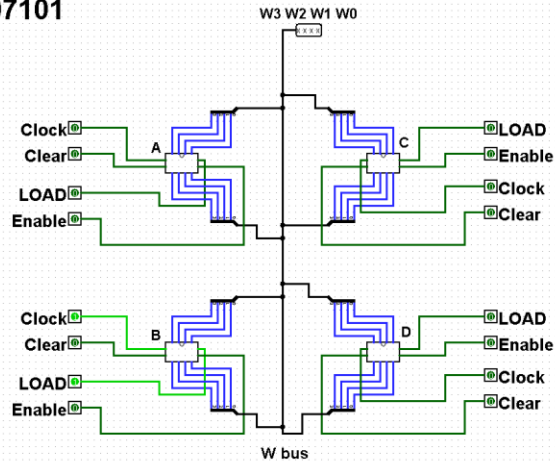 07101
W3 W2 W1 W0
x x x x
A
C
Clock
Clear
LOAD
Enable
LOAD
Enable
Clock
Clear
B
D
Clock
Clear
LOAD
Enable
LOAD
Enable
Clock
Clear
W bus